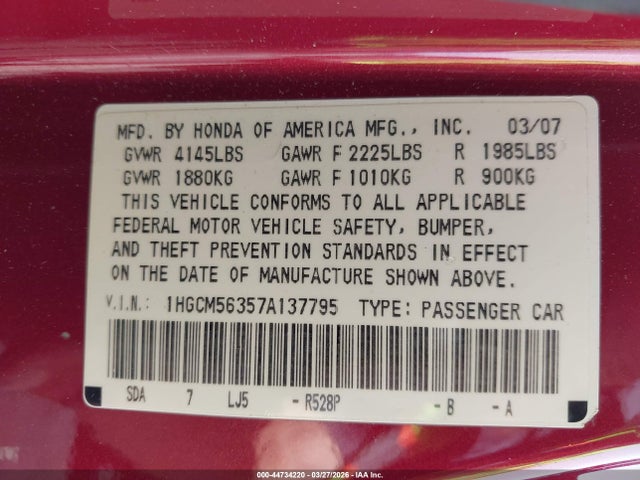 MFD. BY HONDA OF AMERICA MFG., INC. 03/07
GVWR 4145LBS GAWR F 2225LBS R 1985LBS
GVWR 1880KG GAWR F 1010KG R 900KG
THIS VEHICLE CONFORMS TO ALL APPLICABLE
FEDERAL MOTOR VEHICLE SAFETY, BUMPER,
AND THEFT PREVENTION STANDARDS IN EFFECT
ON THE DATE OF MANUFACTURE SHOWN ABOVE.
V.I.N.: 1HGCM56357A137795 TYPE: PASSENGER CAR
SDA 7 LJ5 - R528P - B - A
000-44734220 - 03/27/2026 - Copyright © IAA, Inc.